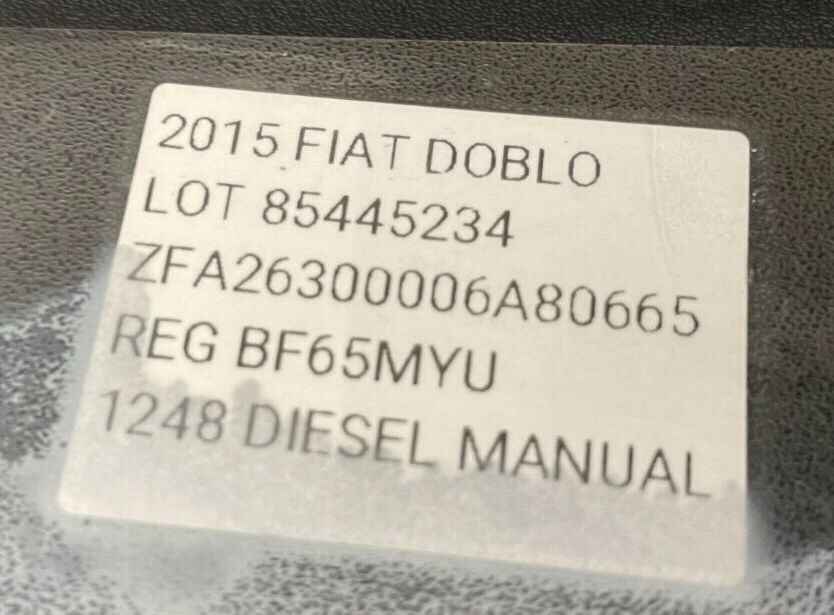 2015 FIAT DOBLO
LOT 85445234
ZFA26300006A80665
REG BF65MYU
1248 DIESEL MANUAL